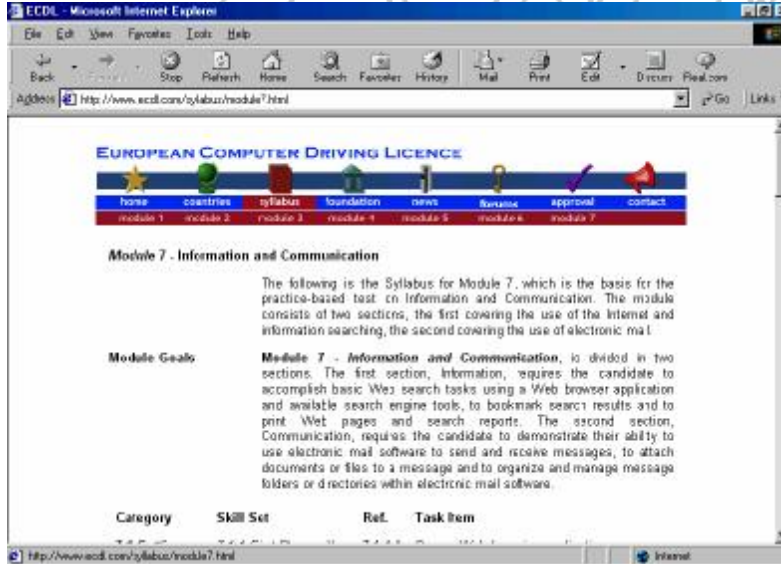 ECDL - Microsoft Internet Explorer
File Edit View Favorites Tools Help
Back Stop Refresh Home Search Favorites History Mail Print Edit Discuss Real.com
Address http://www.ecdl.com/sylabus/module7.html Go Links
EUROPEAN COMPUTER DRIVING LICENCE
home countries syllabus foundation news forums approval contact
module 1 module 2 module 3 module 4 module 5 module 6 module 7
Module 7 - Information and Communication
The following is the Syllabus for Module 7, which is the basis for the
practice-based test on Information and Communication. The module
consists of two sections, the first covering the use of the Internet and
information searching, the second covering the use of electronic mail.
Module Goals
Module 7 - Information and Communication, is divided in two
sections. The first section, Information, requires the candidate to
accomplish basic Web search tasks using a Web browser application
and available search engine tools, to bookmark search results and to
print Web pages and search reports. The second section,
Communication, requires the candidate to demonstrate their ability to
use electronic mail software to send and receive messages, to attach
documents or files to a message and to organize and manage message
folders or directories within electronic mail software.
Category Skill Set Ref. Task Item
http://www.ecdl.com/sylabus/module7.html Internet